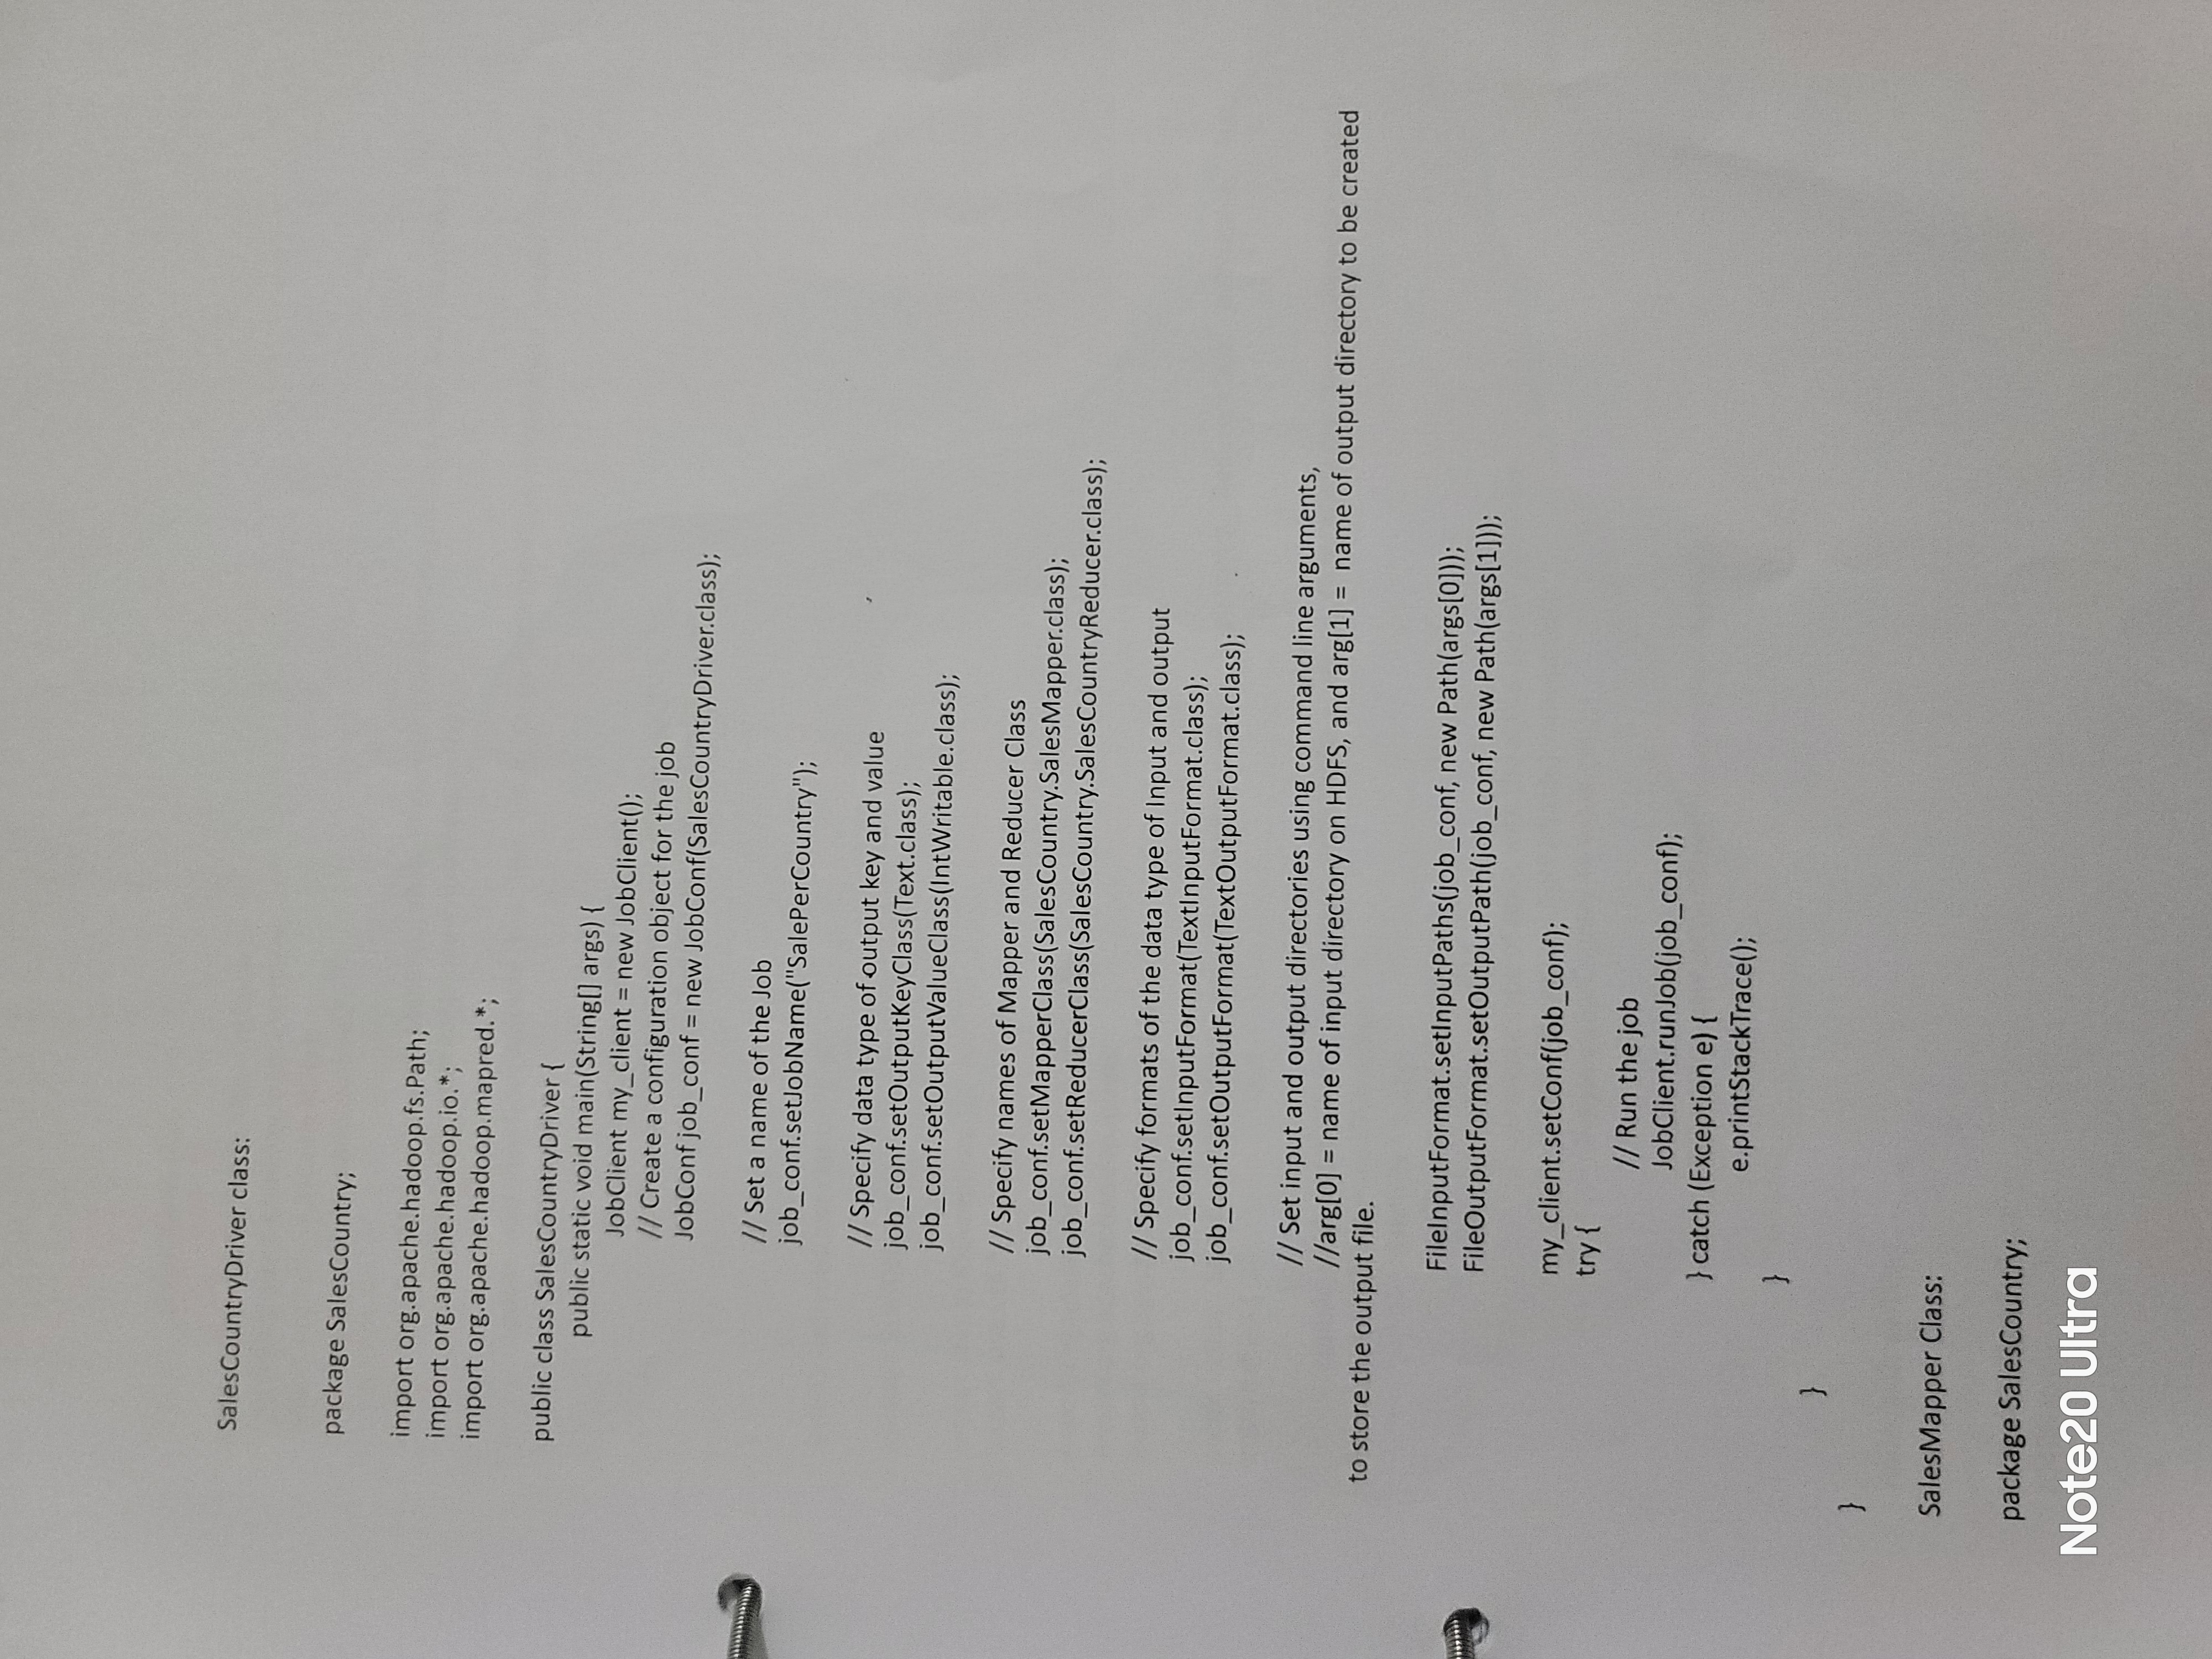 SalesCountryDriver class:
package SalesCountry;
import org.apache.hadoop.fs.Path;
import org.apache.hadoop.io.*;
import org.apache.hadoop.mapred.*;
public class SalesCountryDriver {
public static void main(String[] args) {
JobClient my_client = new JobClient();
// Create a configuration object for the job
JobConf job_conf = new JobConf(SalesCountryDriver.class);
// Set a name of the Job
job_conf.setJobName("SalePerCountry");
// Specify data type of output key and value
job_conf.setOutputKeyClass(Text.class);
job_conf.setOutputValueClass(IntWritable.class);
// Specify names of Mapper and Reducer Class
job_conf.setMapperClass(SalesCountry.SalesMapper.class);
job_conf.setReducerClass(SalesCountry.SalesCountryReducer.class);
// Specify formats of the data type of Input and output
job_conf.setInputFormat(TextInputFormat.class);
job_conf.setOutputFormat(TextOutputFormat.class);
// Set input and output directories using command line arguments,
//arg[0] = name of input directory on HDFS, and arg[1] =  name of output directory to be created
to store the output file.
FileInputFormat.setInputPaths(job_conf, new Path(args[0]));
FileOutputFormat.setOutputPath(job_conf, new Path(args[1]));
my_client.setConf(job_conf);
try {
// Run the job
JobClient.runJob(job_conf);
} catch (Exception e) {
e.printStackTrace();
}
}
}
SalesMapper Class:
package SalesCountry;
Note20 Ultra